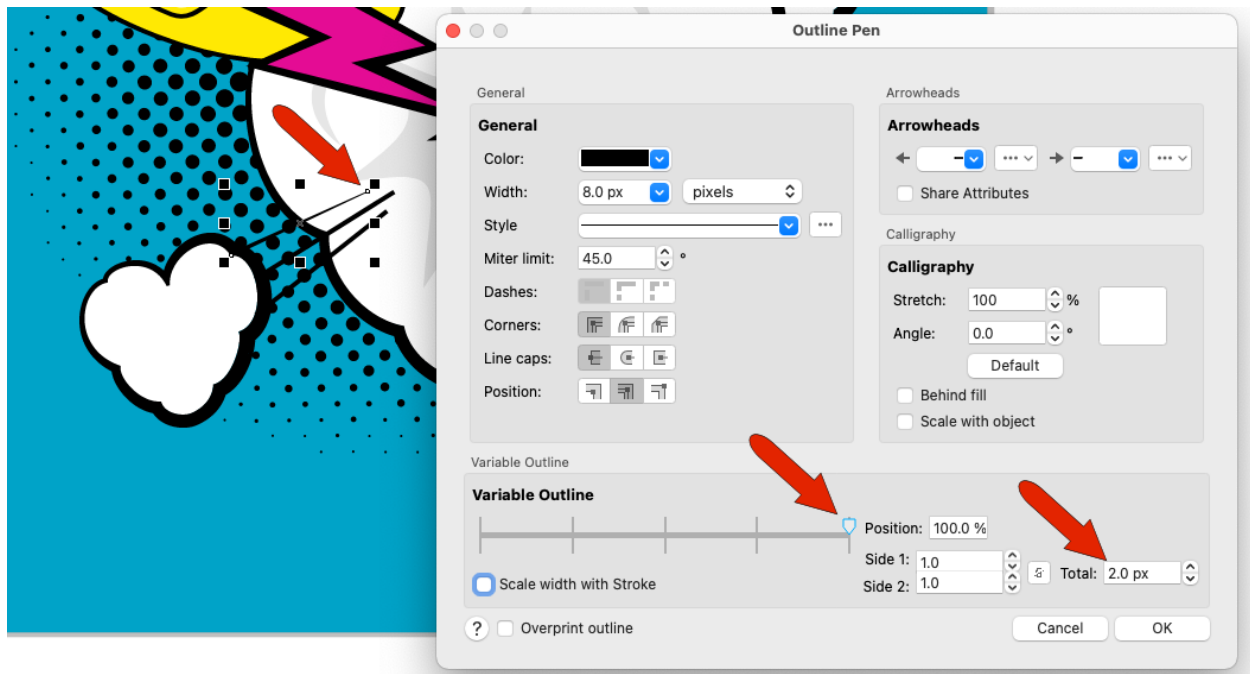 Outline Pen
General
General
Color:
Width: 8.0 px pixels
Style
Miter limit: 45.0 °
Dashes:
Corners:
Line caps:
Position:
Arrowheads
Arrowheads
Share Attributes
Calligraphy
Calligraphy
Stretch: 100 %
Angle: 0.0 °
Default
Behind fill
Scale with object
Variable Outline
Variable Outline
Position: 100.0 %
Side 1: 1.0
Side 2: 1.0
Total: 2.0 px
Scale width with Stroke
? Overprint outline
Cancel OK